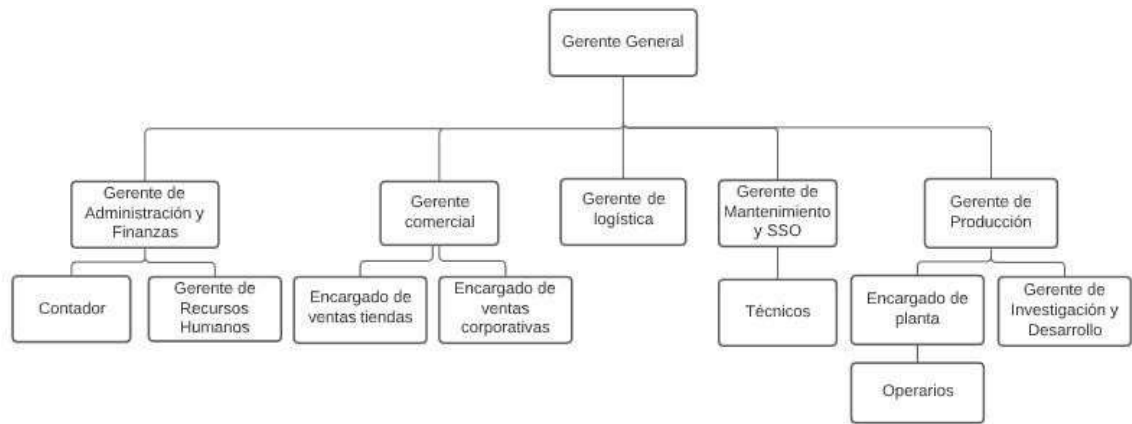 Gerente General
Gerente de
Administración y
Finanzas
Gerente
comercial
Gerente de
logística
Gerente de
Mantenimiento
y SSO
Gerente de
Producción
Contador
Gerente de
Recursos
Humanos
Encargado de
ventas tiendas
Encargado de
ventas
corporativas
Técnicos
Encargado de
planta
Gerente de
Investigación y
Desarrollo
Operarios